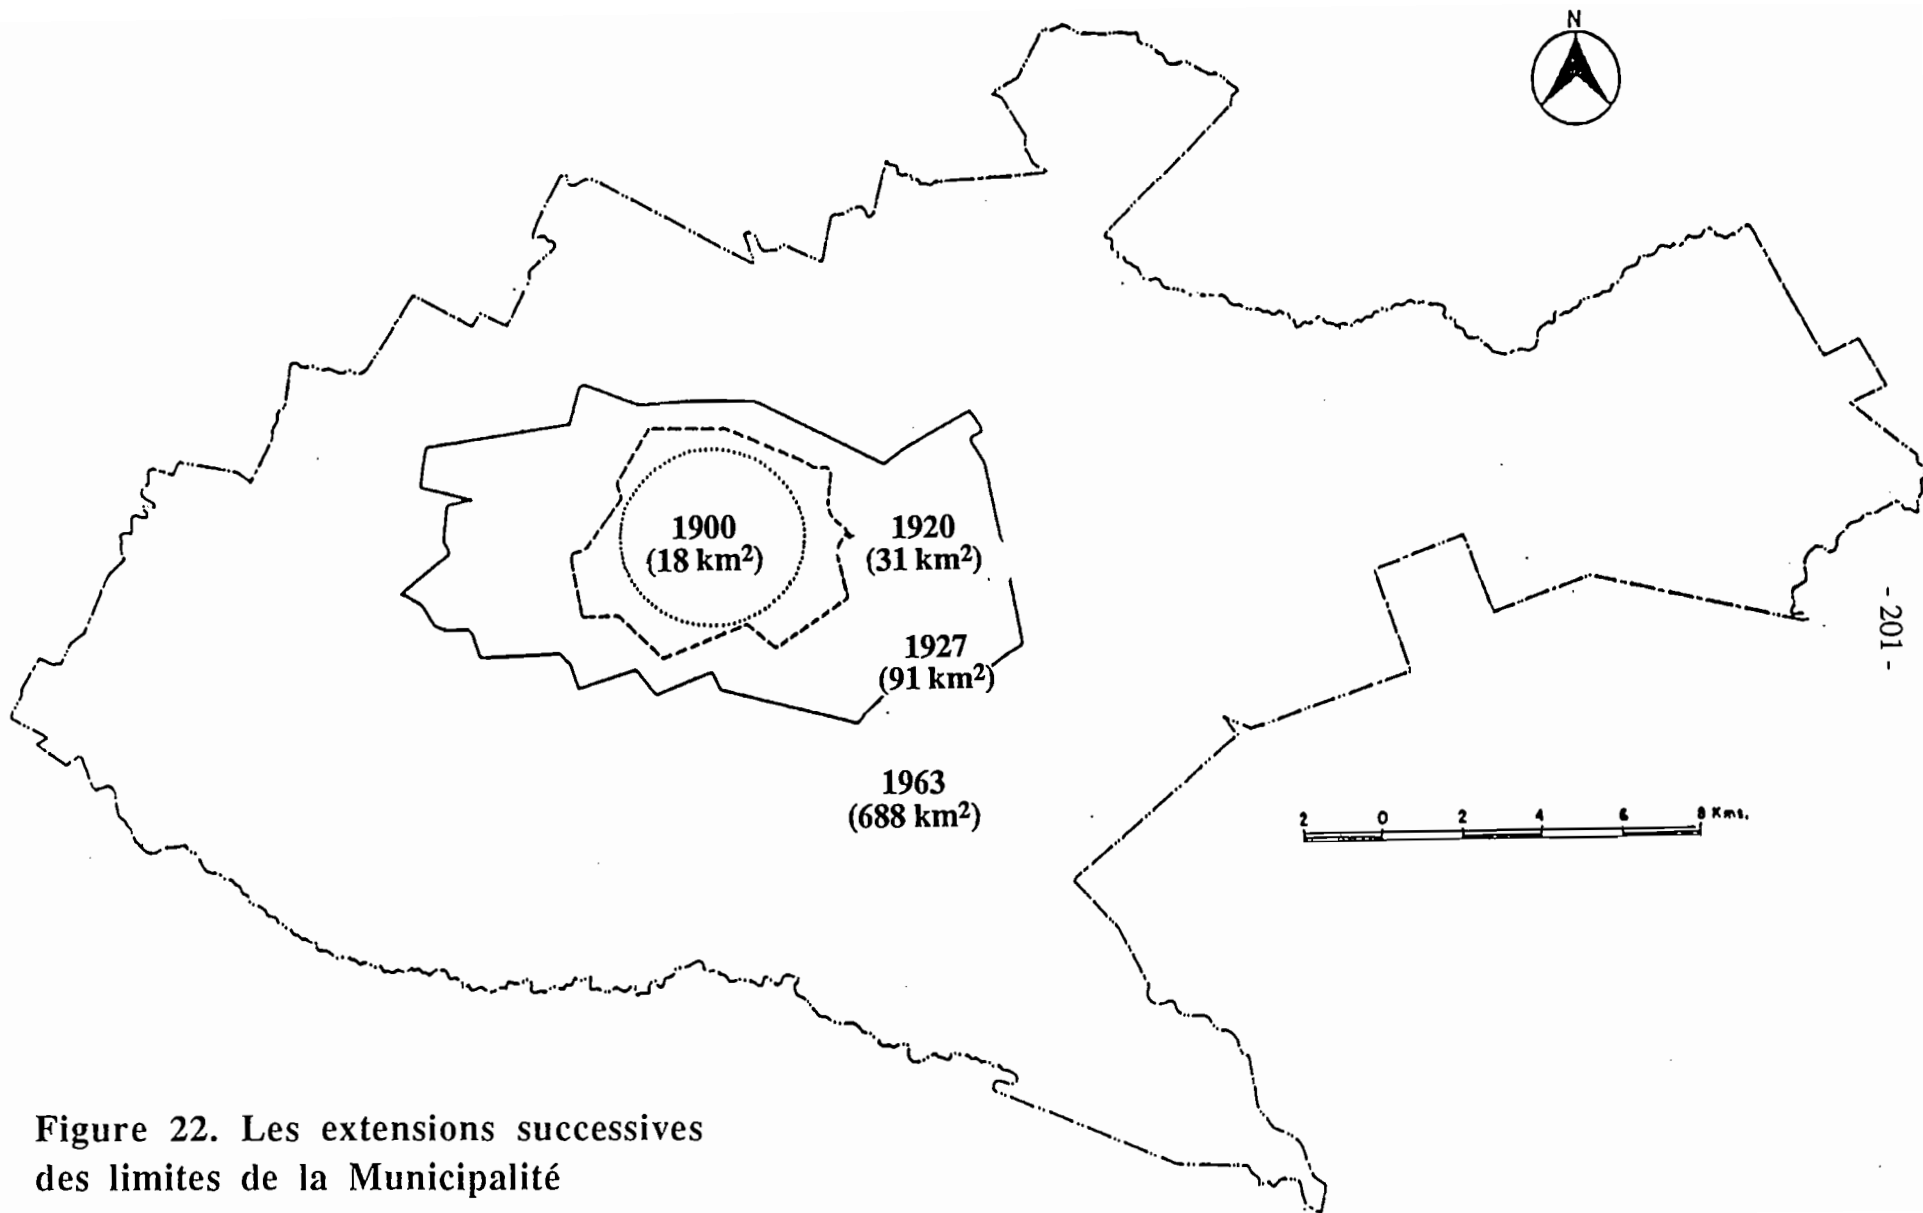 N
1900
(18 km²)
1920
(31 km²)
1927
(91 km²)
1963
(688 km²)
2 0 2 4 6 8 Kms.
Figure 22. Les extensions successives
des limites de la Municipalité
- 201 -